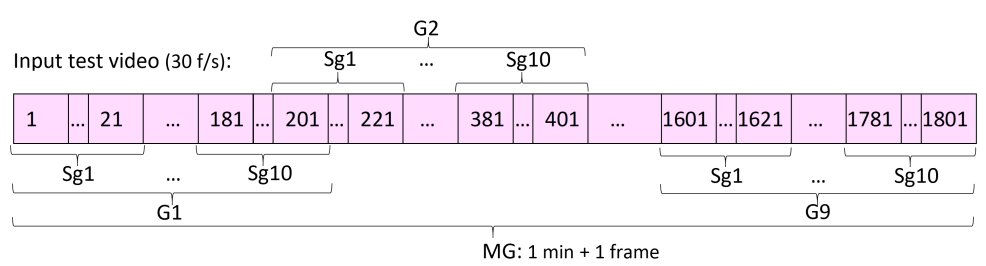 G2
Input test video (30 f/s):
Sg1 ... Sg10
1 ... 21 ... 181 ... 201 ... 221 ... 381 ... 401 ... 1601 ... 1621 ... 1781 ... 1801
Sg1 ... Sg10 Sg1 ... Sg10
G1 G9
MG: 1 min + 1 frame